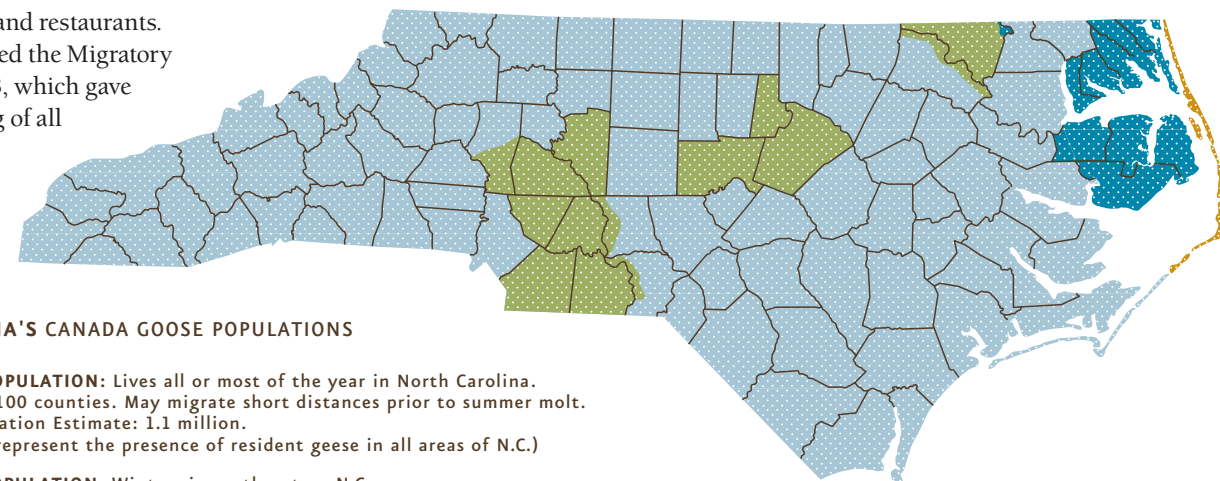 and restaurants.
ed the Migratory
, which gave
g of all
A'S CANADA GOOSE POPULATIONS
OPULATION: Lives all or most of the year in North Carolina.
100 counties. May migrate short distances prior to summer molt.
ation Estimate: 1.1 million.
represent the presence of resident geese in all areas of N.C.)